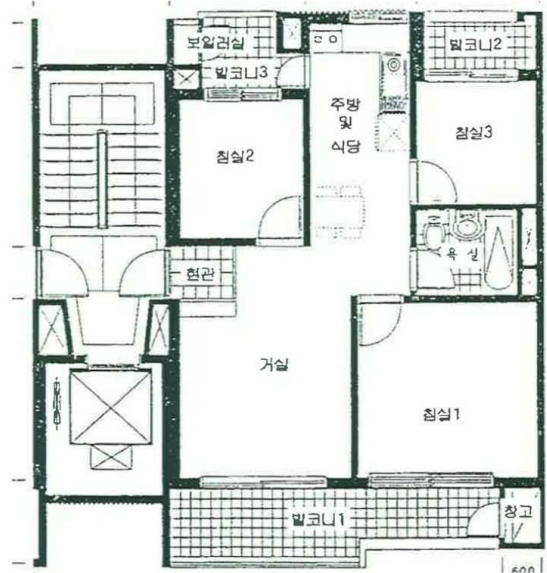 보일러실
발코니2
발코니3
주방
및
식당
침실2
침실3
욕 실
현관
거실
침실1
발코니1
창고
600